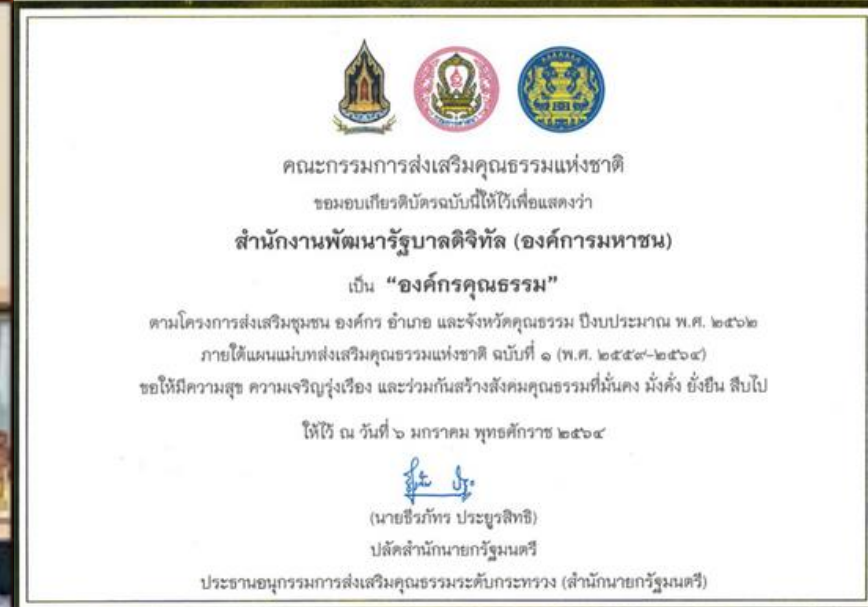 คณะกรรมการส่งเสริมคุณธรรมแห่งชาติ
ขอมอบเกียรติบัตรฉบับนี้ให้ไว้เพื่อแสดงว่า
สำนักงานพัฒนารัฐบาลดิจิทัล (องค์การมหาชน)
เป็น “องค์กรคุณธรรม”
ตามโครงการส่งเสริมชุมชน องค์กร อำเภอ และจังหวัดคุณธรรม ปีงบประมาณ พ.ศ. ๒๕๖๒
ภายใต้แผนแม่บทส่งเสริมคุณธรรมแห่งชาติ ฉบับที่ ๑ (พ.ศ. ๒๕๕๙-๒๕๖๔)
ขอให้มีความสุข ความเจริญรุ่งเรือง และร่วมกันสร้างสังคมคุณธรรมที่มั่นคง มั่งคั่ง ยั่งยืน สืบไป
ให้ไว้ ณ วันที่ ๖ มกราคม พุทธศักราช ๒๕๖๔
(นายธีรภัทร ประยูรสิทธิ)
ปลัดสำนักนายกรัฐมนตรี
ประธานอนุกรรมการส่งเสริมคุณธรรมระดับกระทรวง (สำนักนายกรัฐมนตรี)